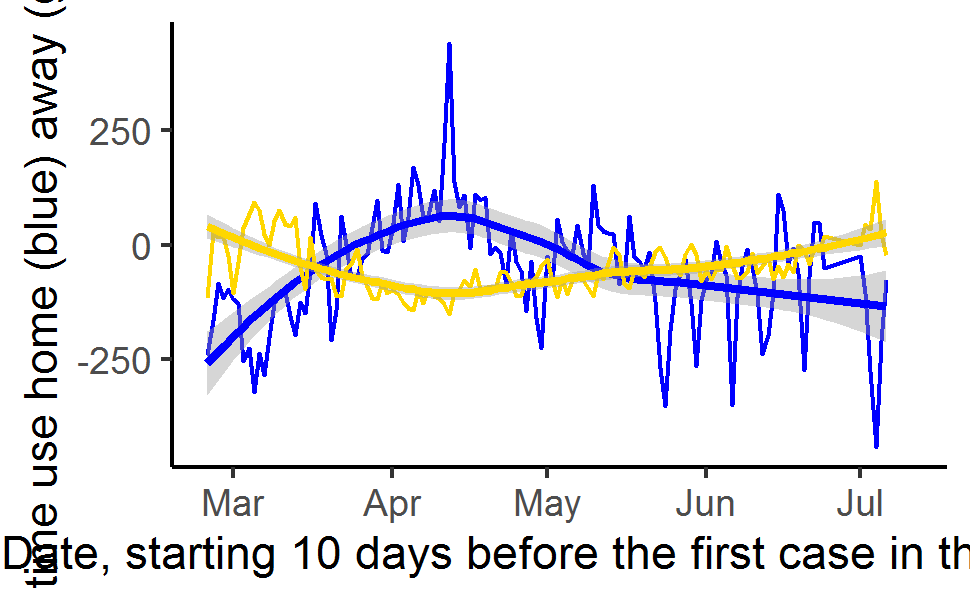 time use home (blue) away (
250
0
-250
Mar Apr May Jun Jul
Date, starting 10 days before the first case in th